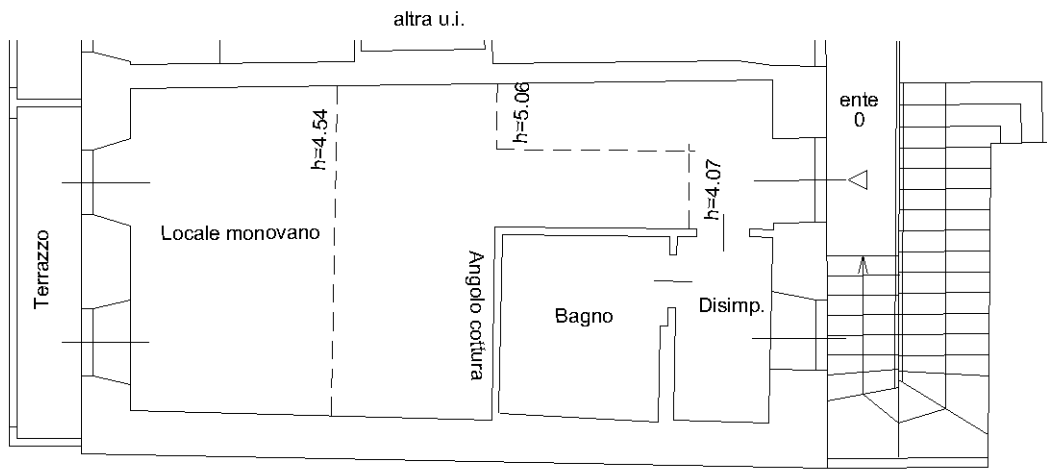 altra u.i.
h=4.54
h=5.06
ente
0
h=4.07
Terrazzo
Locale monovano
Angolo cottura
Bagno
Disimp.